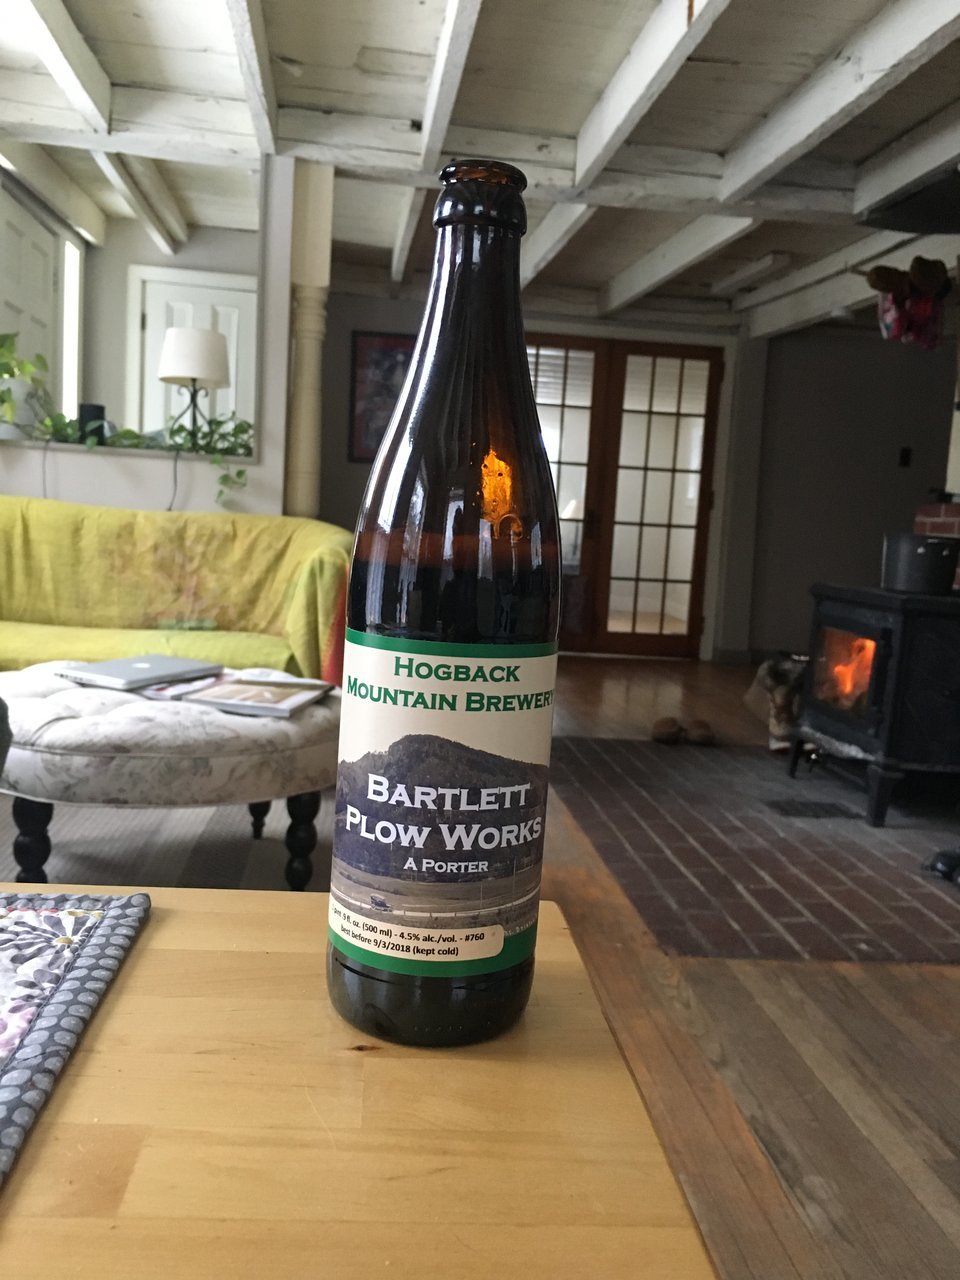 HOGBACK
MOUNTAIN BREWERY
BARTLETT
PLOW WORKS
A PORTER
9 fl. oz. (500 ml) - 4.5% alc./vol. - #760
Best before 9/3/2018 (kept cold)